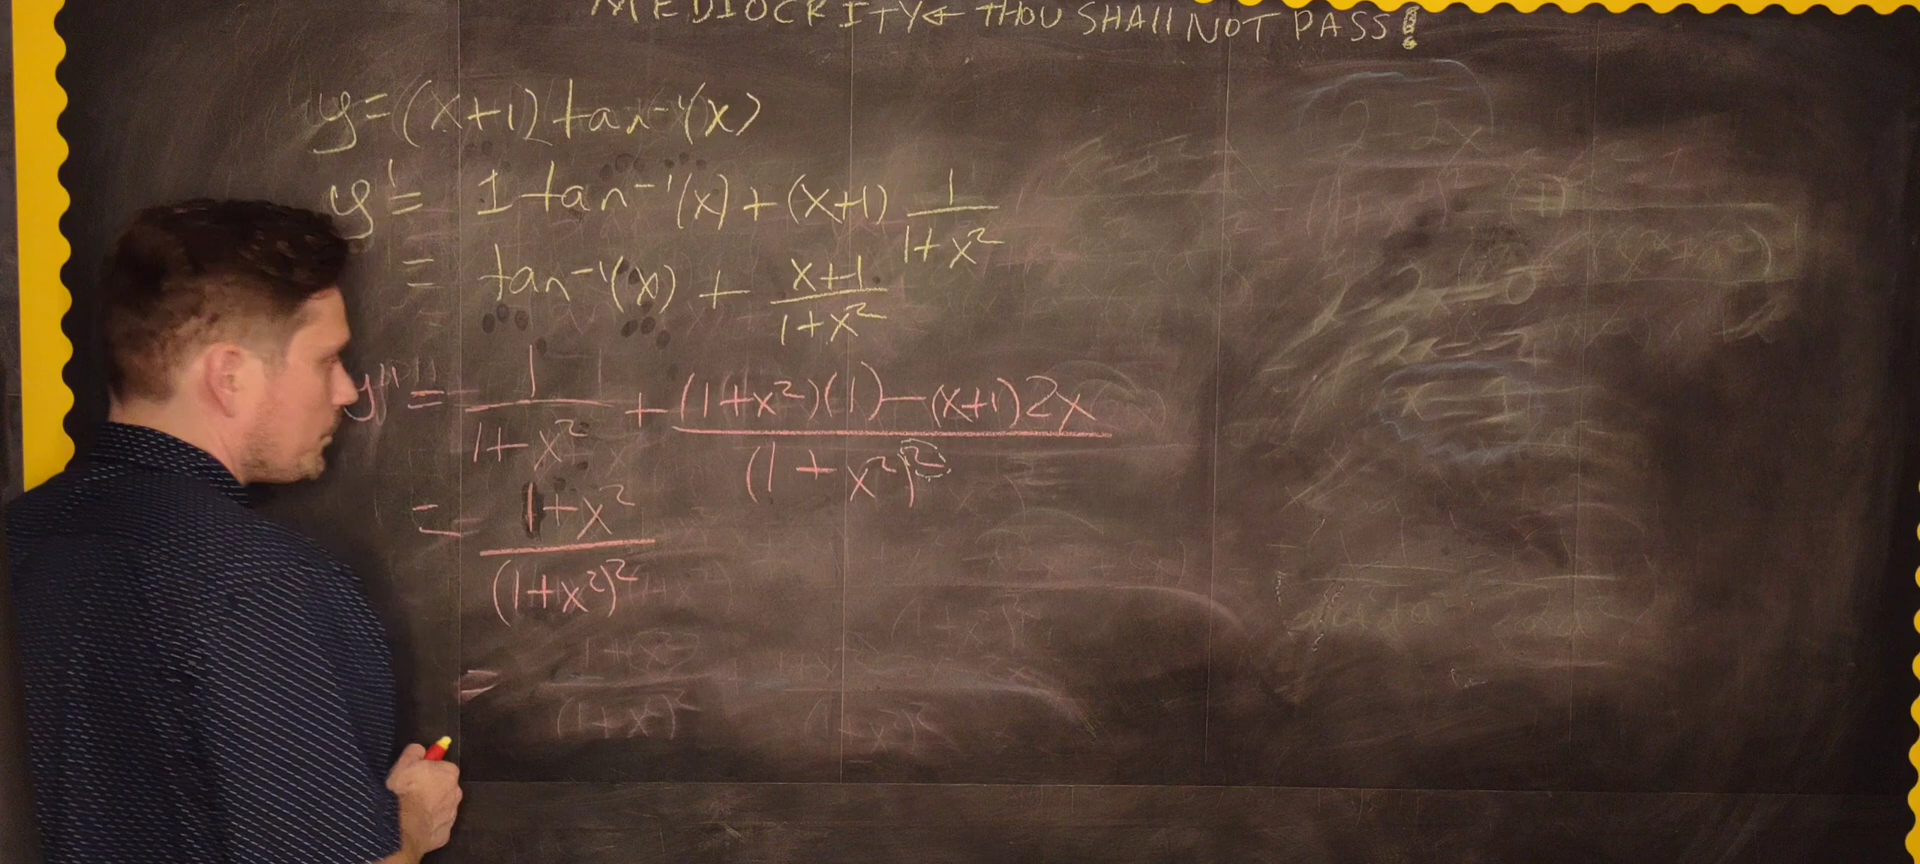 MEDIOCRITY← THOU SHALL NOT PASS!
y=(x+1)tan⁻¹(x)
y'= 1 tan⁻¹(x)+(x+1) 1/(1+x²)
= tan⁻¹(x) + (x+1)/(1+x²)
y''= 1/(1+x²) + ((1+x²)(1)-(x+1)2x)/(1+x²)²
= (1+x²)/(1+x²)²